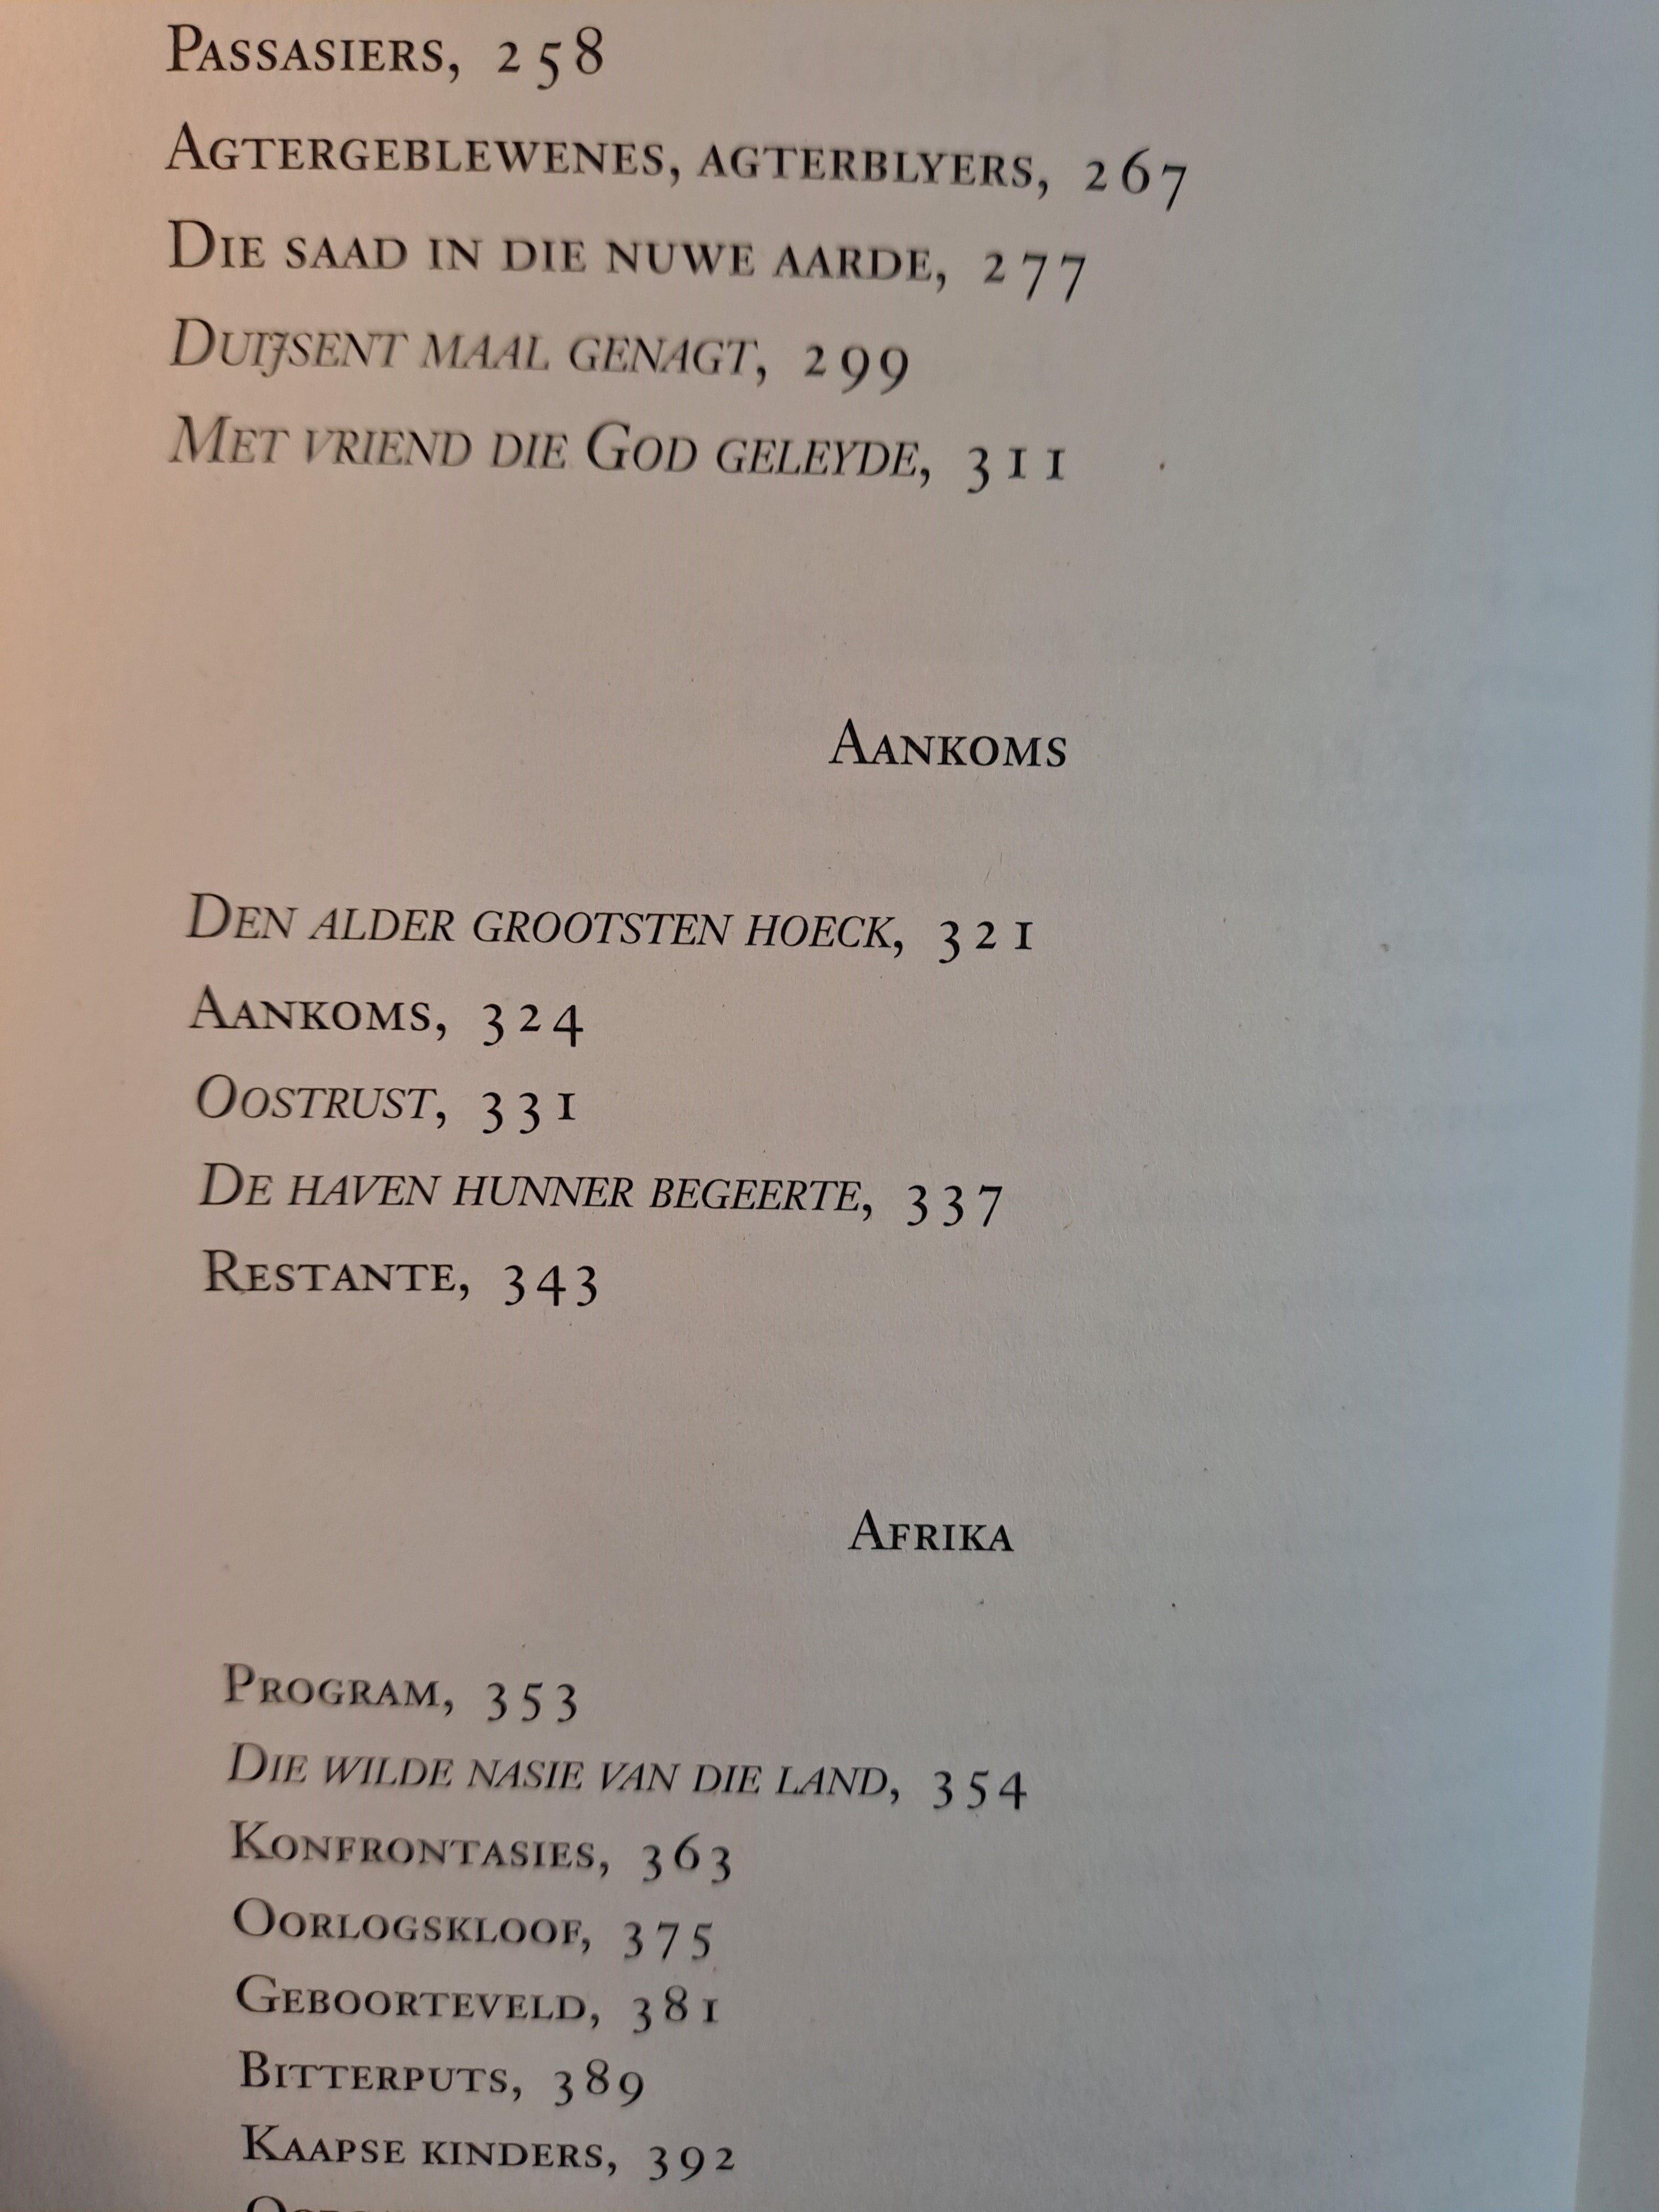 Passasiers, 258
Agtergeblewenes, agterblyers, 267
Die saad in die nuwe aarde, 277
Duijsent maal genagt, 299
Met vriend die God geleyde, 311
Aankoms
Den alder grootsten hoeck, 321
Aankoms, 324
Oostrust, 331
De haven hunner begeerte, 337
Restante, 343
Afrika
Program, 353
Die wilde nasie van die land, 354
Konfrontasies, 363
Oorlogskloof, 375
Geboorteveld, 381
Bitterputs, 389
Kaapse kinders, 392